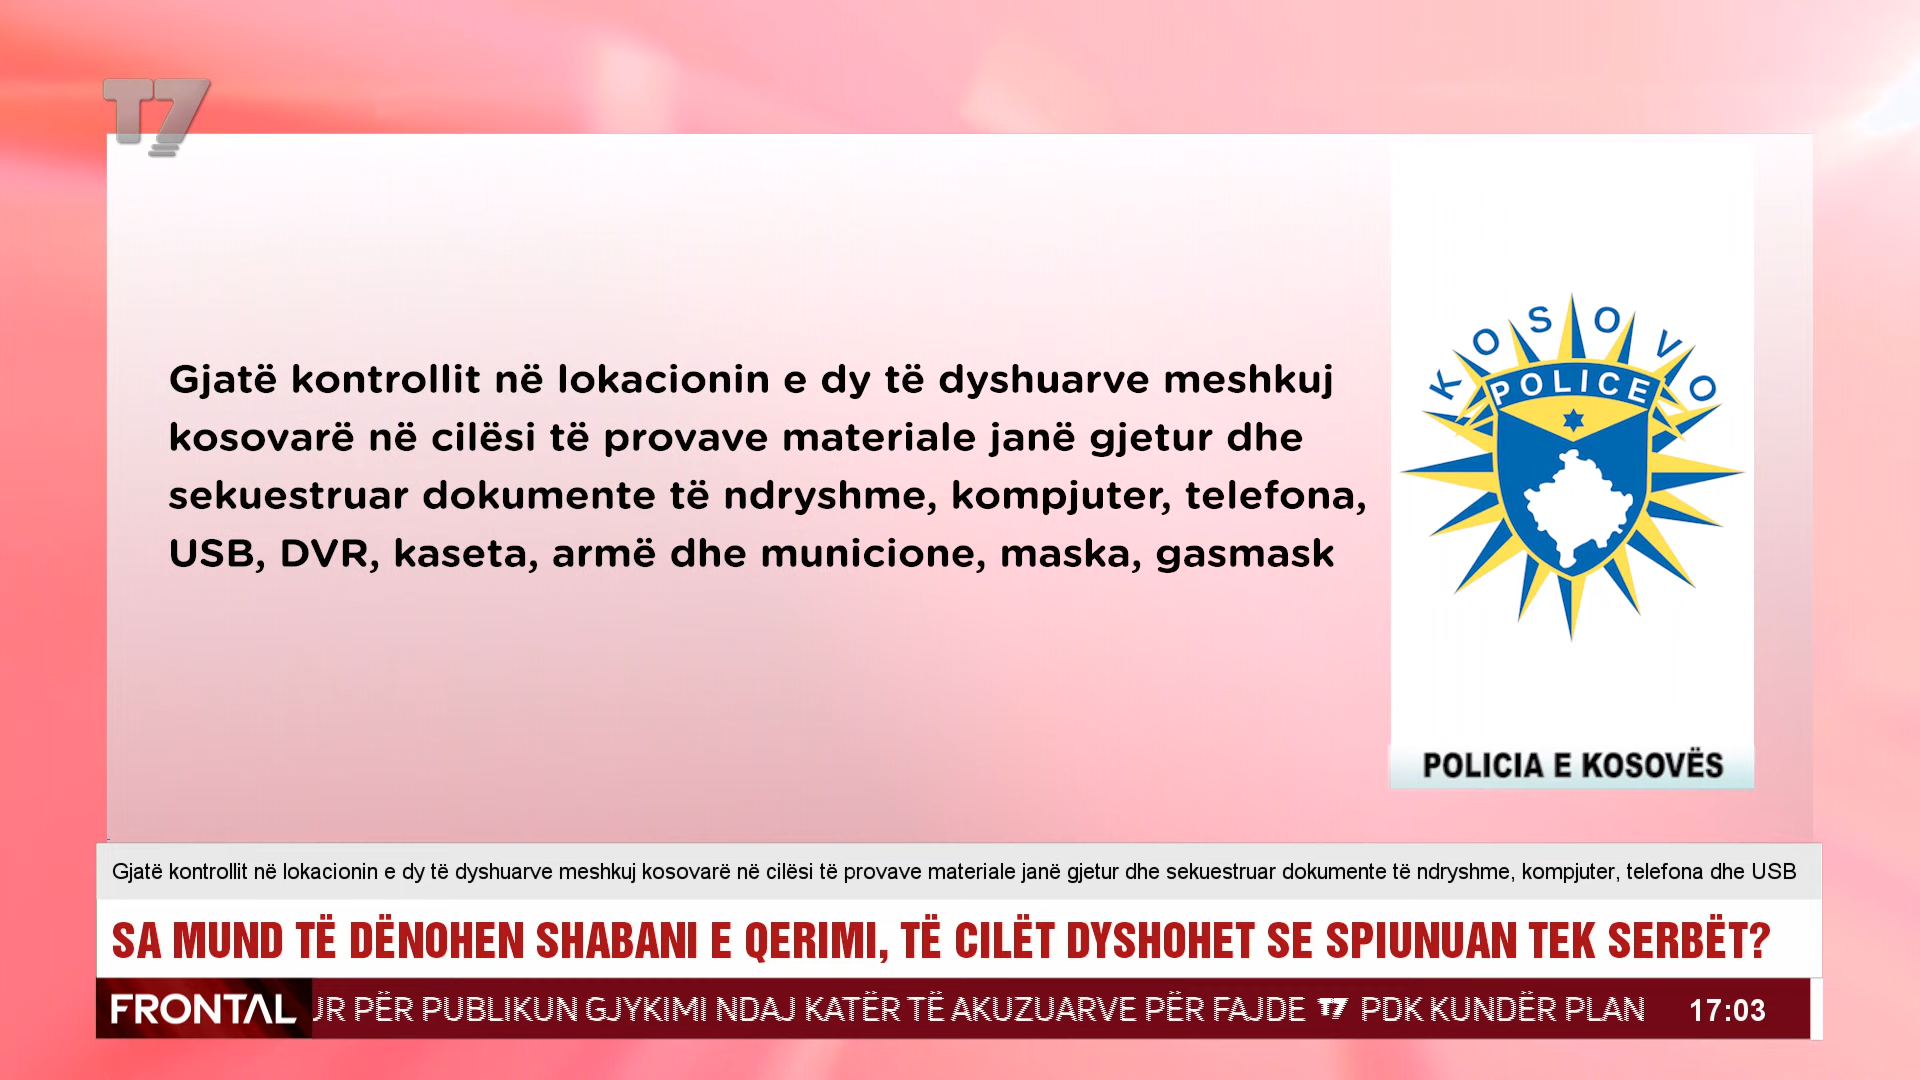 T7
Gjatë kontrollit në lokacionin e dy të dyshuarve meshkuj
kosovarë në cilësi të provave materiale janë gjetur dhe
sekuestruar dokumente të ndryshme, kompjuter, telefona,
USB, DVR, kaseta, armë dhe municione, maska, gasmask
KOSOVO
POLICE
POLICIA E KOSOVËS
Gjatë kontrollit në lokacionin e dy të dyshuarve meshkuj kosovarë në cilësi të provave materiale janë gjetur dhe sekuestruar dokumente të ndryshme, kompjuter, telefona dhe USB
SA MUND TË DËNOHEN SHABANI E QERIMI, TË CILËT DYSHOHET SE SPIUNUAN TEK SERBËT?
FRONTAL UR PËR PUBLIKUN GJYKIMI NDAJ KATËR TË AKUZUARVE PËR FAJDE T7 PDK KUNDËR PLAN 17:03